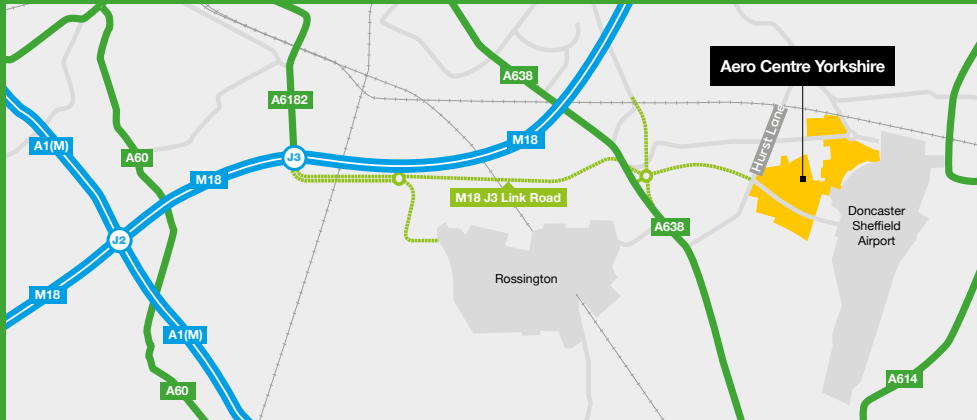 A638
Aero Centre Yorkshire
A6182
A1(M)
A60
M18
J3
M18
Hurst Lane
M18 J3 Link Road
J2
A638
Doncaster
Sheffield
Airport
Rossington
M18
A1(M)
A60
A614